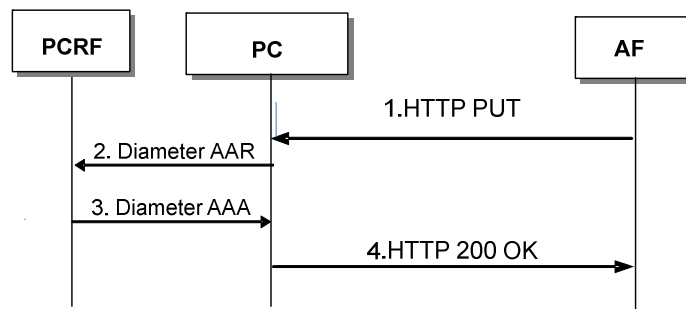 PCRF
PC
AF
1.HTTP PUT
2. Diameter AAR
3. Diameter AAA
4.HTTP 200 OK